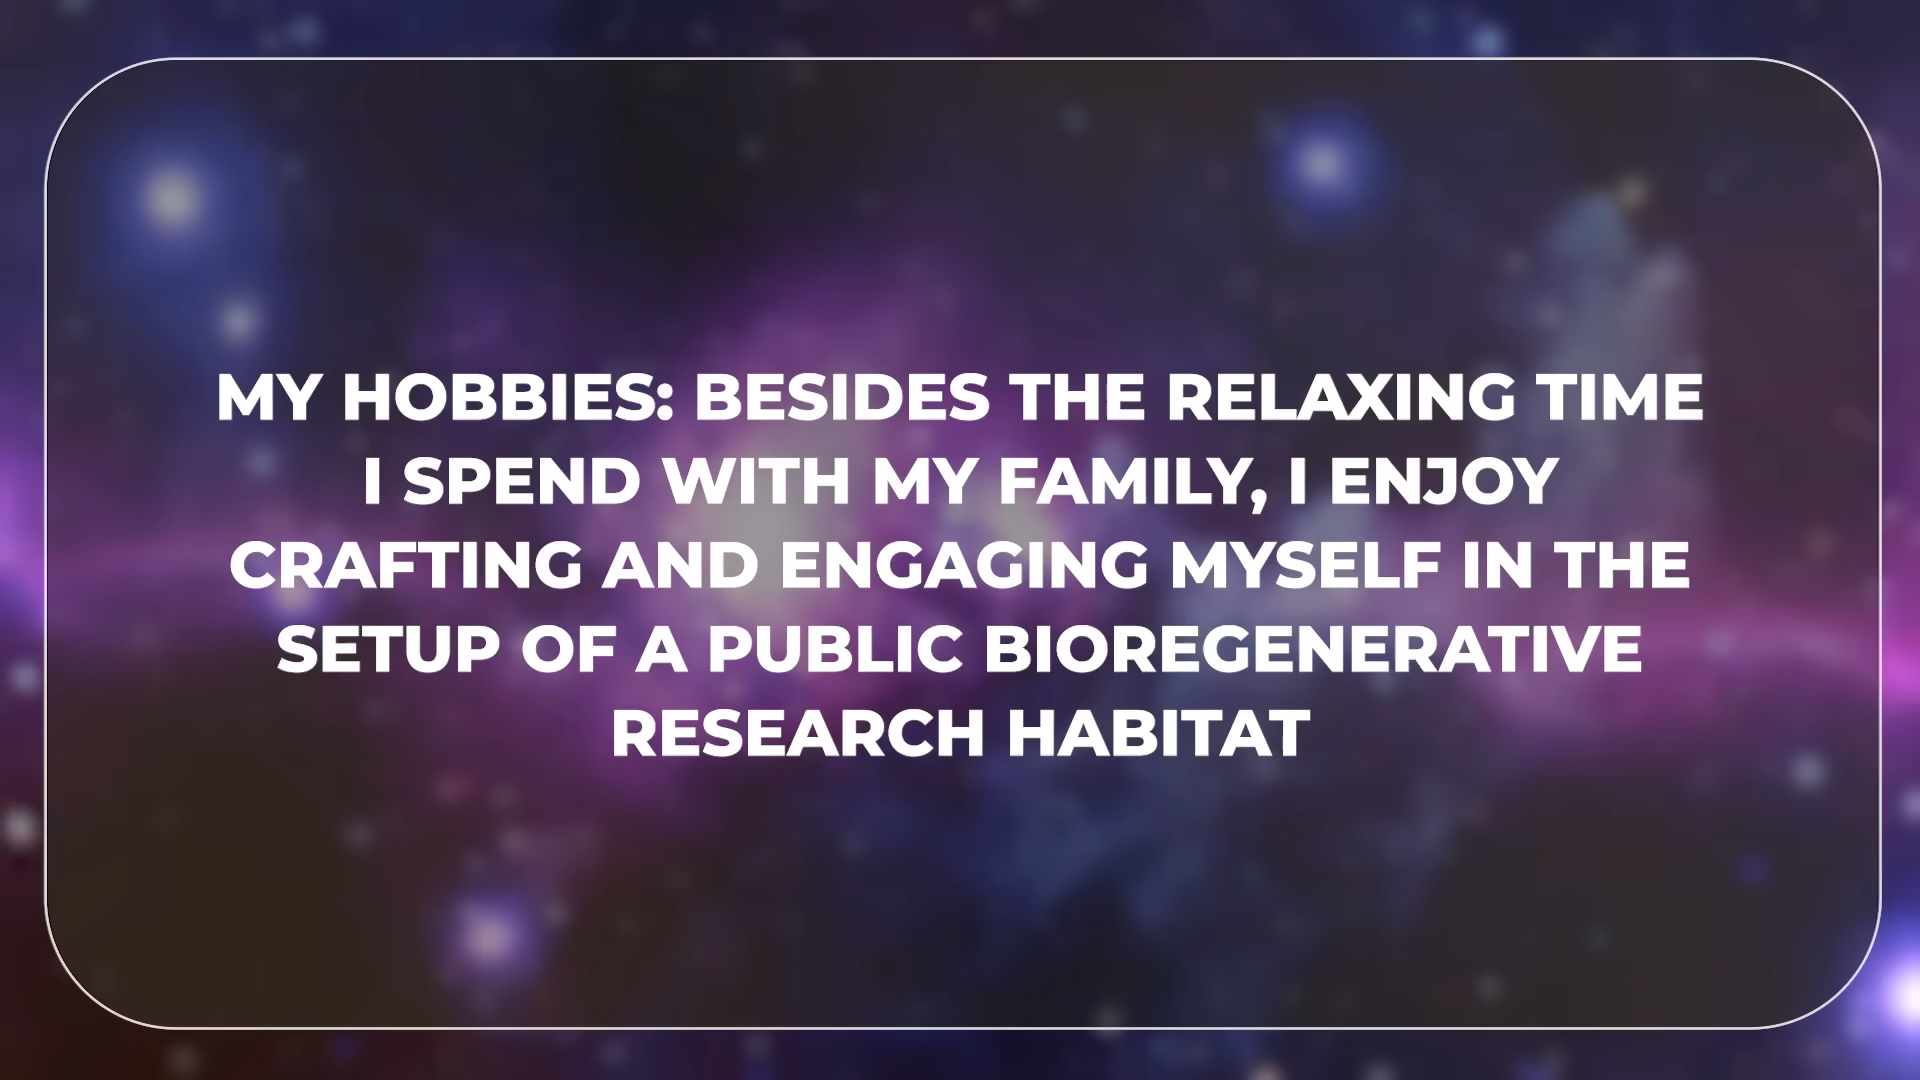 MY HOBBIES: BESIDES THE RELAXING TIME
I SPEND WITH MY FAMILY, I ENJOY
CRAFTING AND ENGAGING MYSELF IN THE
SETUP OF A PUBLIC BIOREGENERATIVE
RESEARCH HABITAT